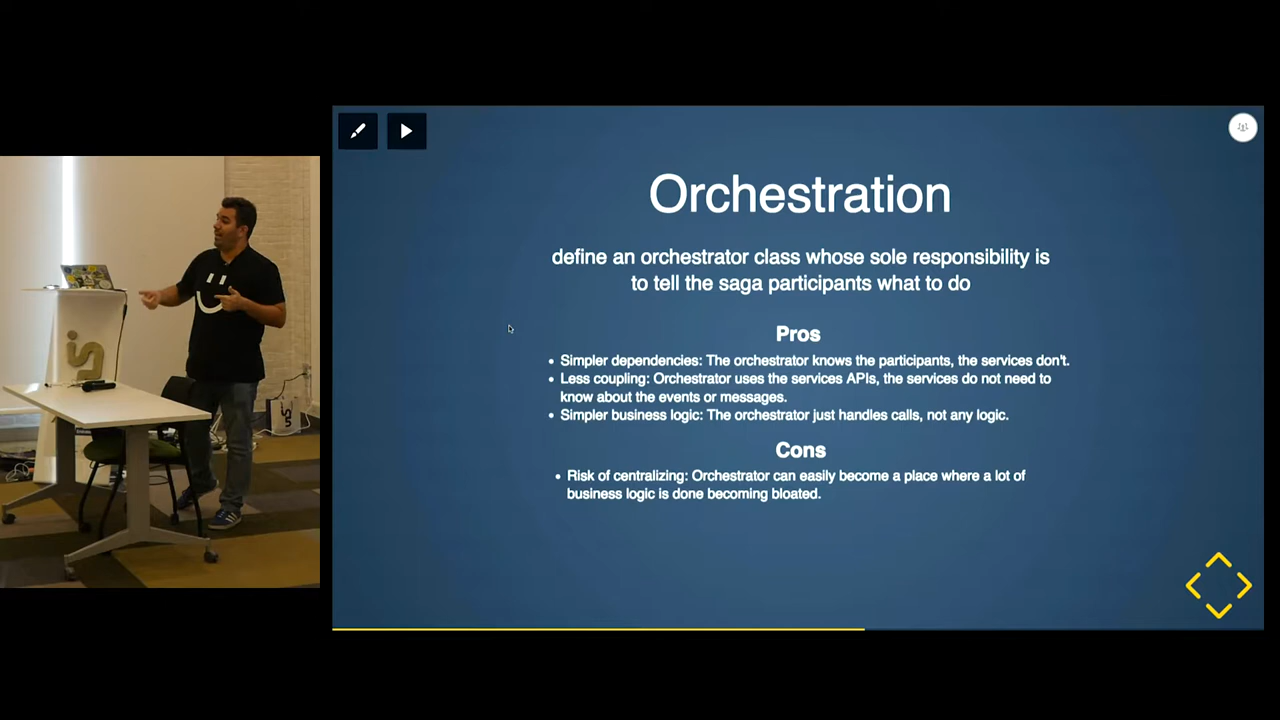 Orchestration
define an orchestrator class whose sole responsibility is
to tell the saga participants what to do
Pros
• Simpler dependencies: The orchestrator knows the participants, the services don't.
• Less coupling: Orchestrator uses the services APIs, the services do not need to
know about the events or messages.
• Simpler business logic: The orchestrator just handles calls, not any logic.
Cons
• Risk of centralizing: Orchestrator can easily become a place where a lot of
business logic is done becoming bloated.